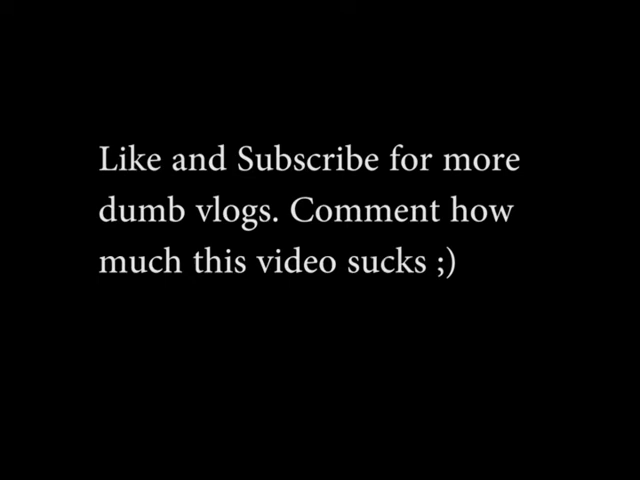 Like and Subscribe for more
dumb vlogs. Comment how
much this video sucks ;)